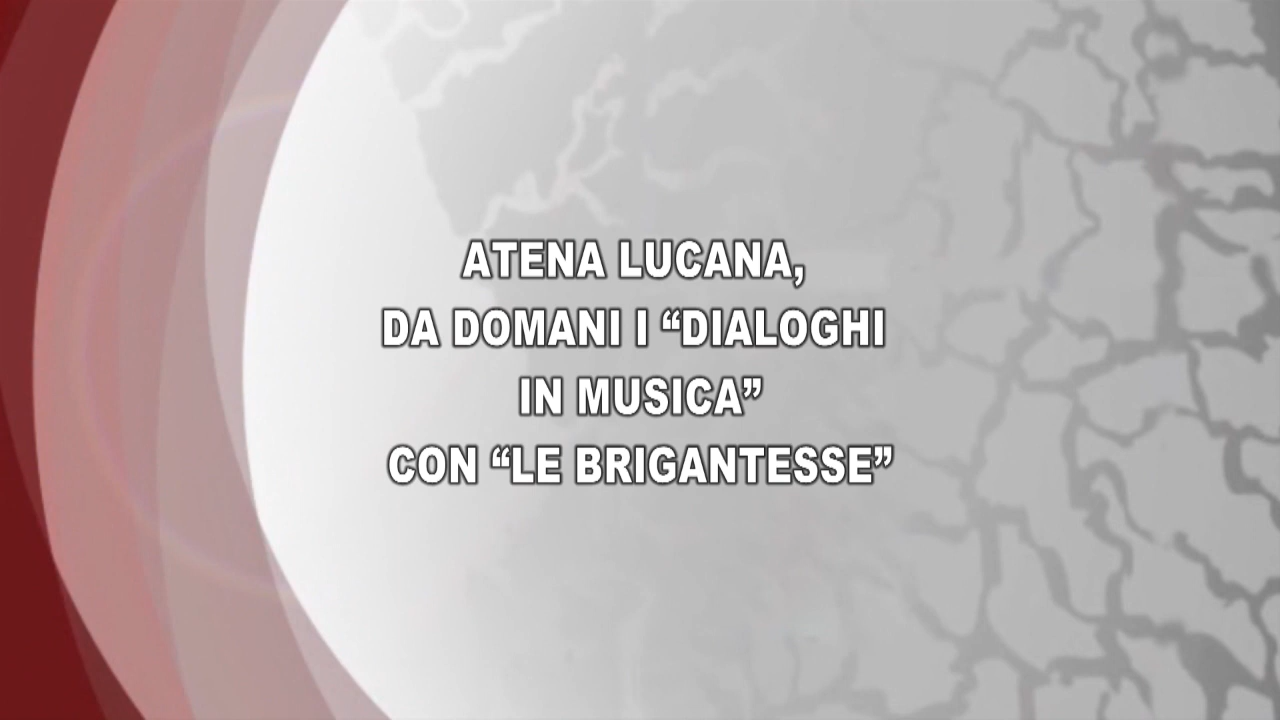 ATENA LUCANA,
DA DOMANI I “DIALOGHI
IN MUSICA”
CON “LE BRIGANTESSE”